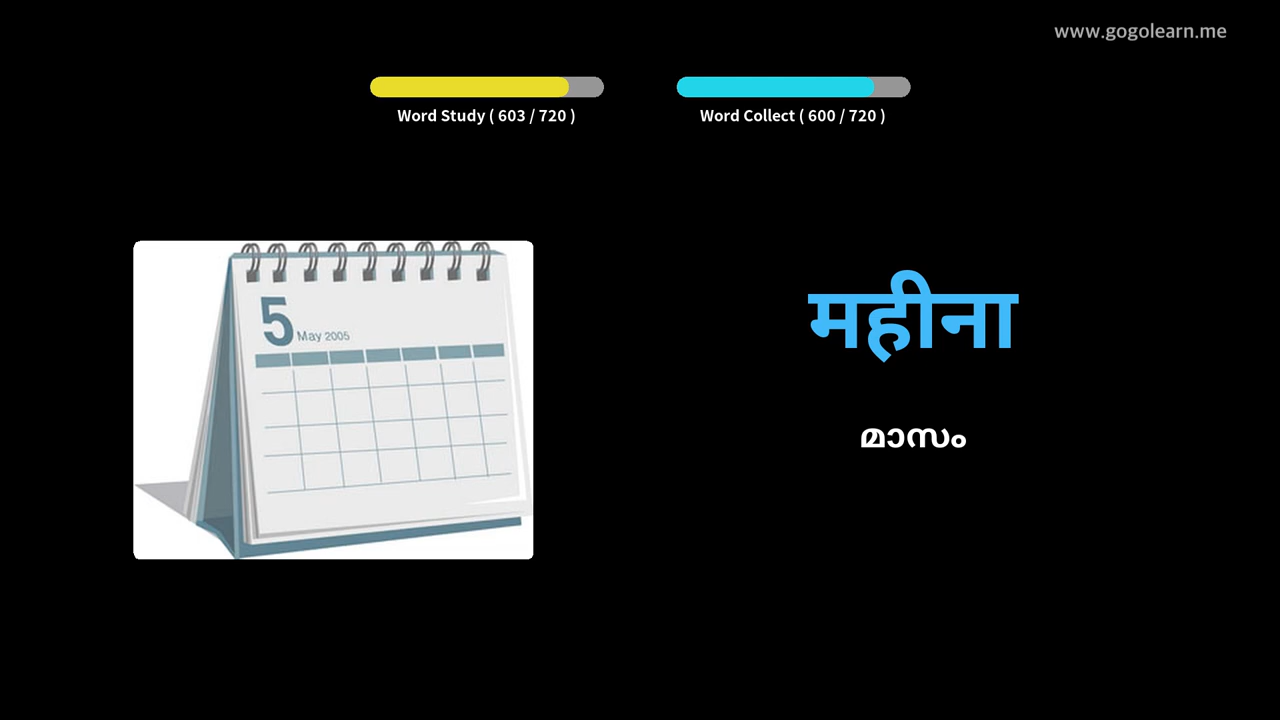 www.gogolearn.me
Word Study ( 603 / 720 )
Word Collect ( 600 / 720 )
5 May 2005
महीना
മാസം